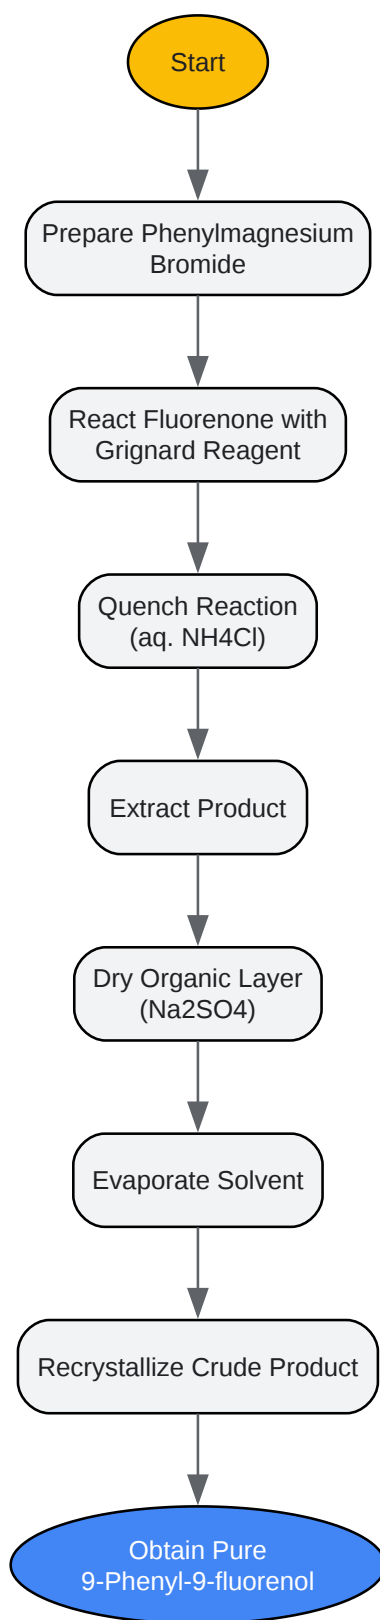 Start
Prepare Phenylmagnesium
Bromide
React Fluorenone with
Grignard Reagent
Quench Reaction
(aq. NH4Cl)
Extract Product
Dry Organic Layer
(Na2SO4)
Evaporate Solvent
Recrystallize Crude Product
Obtain Pure
9-Phenyl-9-fluorenol